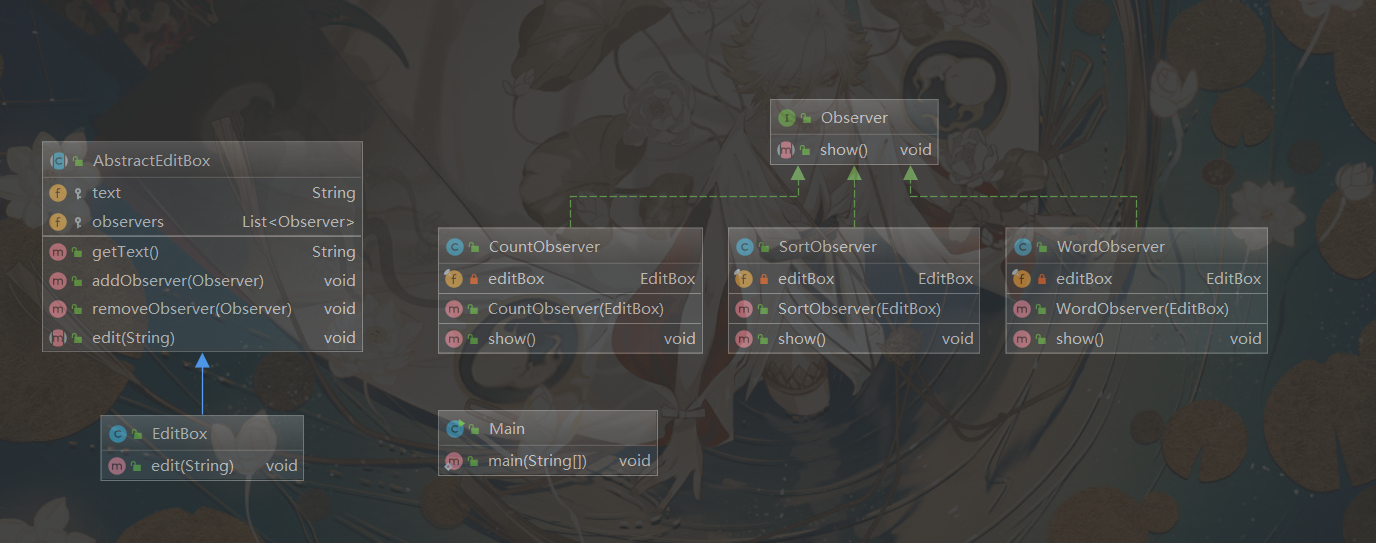 AbstractEditBox
text String
observers List<Observer>
getText() String
addObserver(Observer) void
removeObserver(Observer) void
edit(String) void
EditBox
edit(String) void
Observer
show() void
CountObserver
editBox EditBox
CountObserver(EditBox)
show() void
SortObserver
editBox EditBox
SortObserver(EditBox)
show() void
WordObserver
editBox EditBox
WordObserver(EditBox)
show() void
Main
main(String[]) void